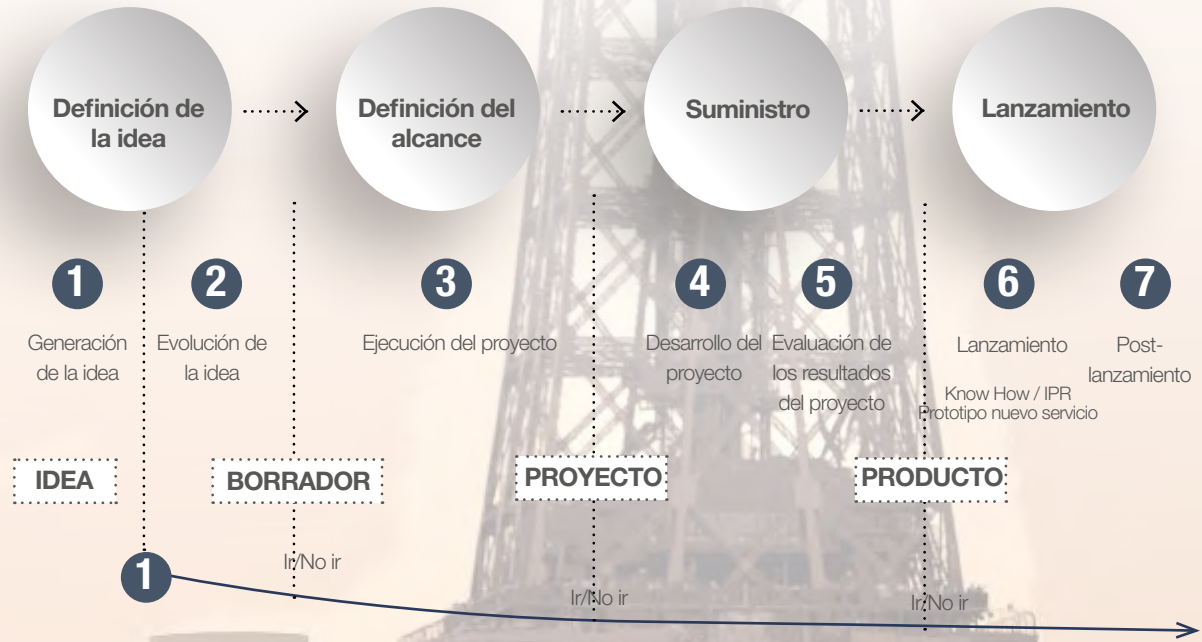 Definición de
la idea
Definición del
alcance
Suministro
Lanzamiento
1
2
3
4
5
6
7
Generación
de la idea
Evolución de
la idea
Ejecución del proyecto
Desarrollo del
proyecto
Evaluación de
los resultados
del proyecto
Lanzamiento
Know How / IPR
Prototipo nuevo servicio
Post-
lanzamiento
IDEA
BORRADOR
PROYECTO
PRODUCTO
1
Ir/No ir
Ir/No ir
Ir/No ir